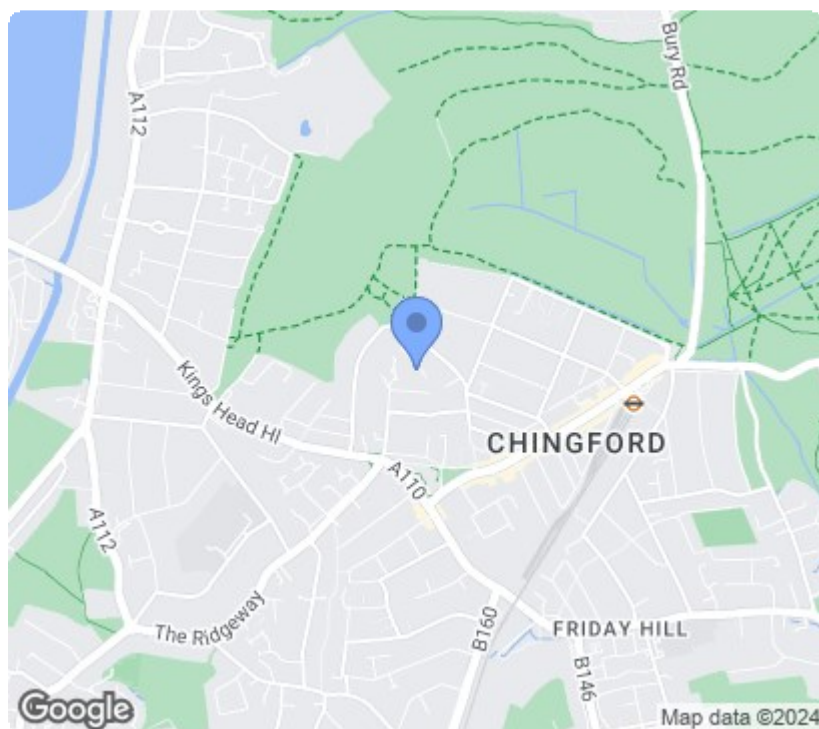 Bury Rd
A112
Kings Head Hl
CHINGFORD
A110
A112
The Ridgeway
B160
FRIDAY HILL
B146
Google
Map data ©2024